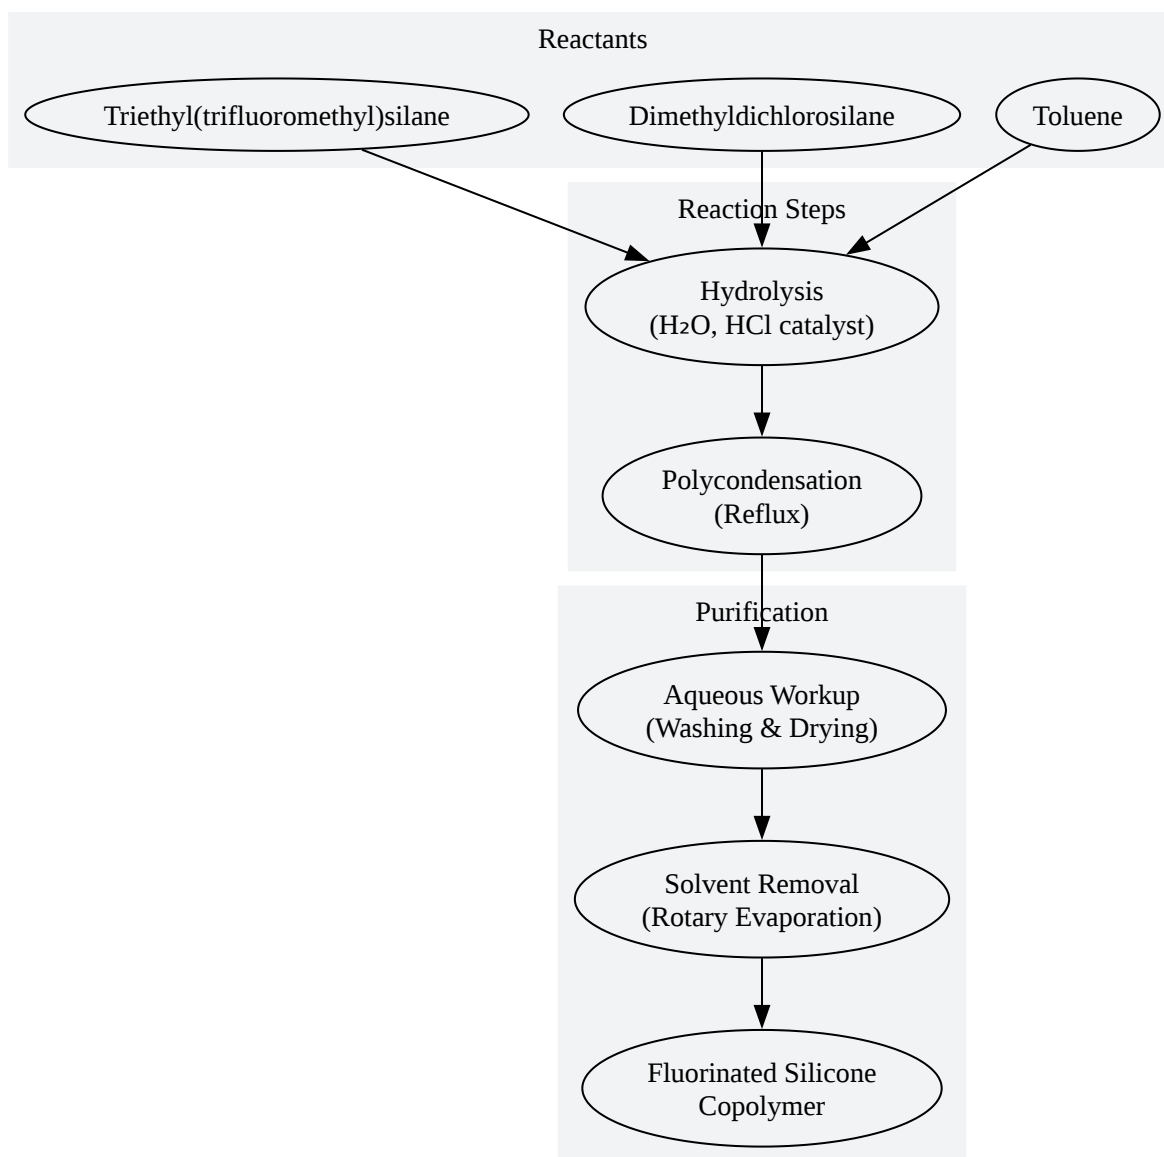 Reactants
Triethyl(trifluoromethyl)silane
Dimethyldichlorosilane
Toluene
Reaction Steps
Hydrolysis
(H₂O, HCl catalyst)
Polycondensation
(Reflux)
Purification
Aqueous Workup
(Washing & Drying)
Solvent Removal
(Rotary Evaporation)
Fluorinated Silicone
Copolymer